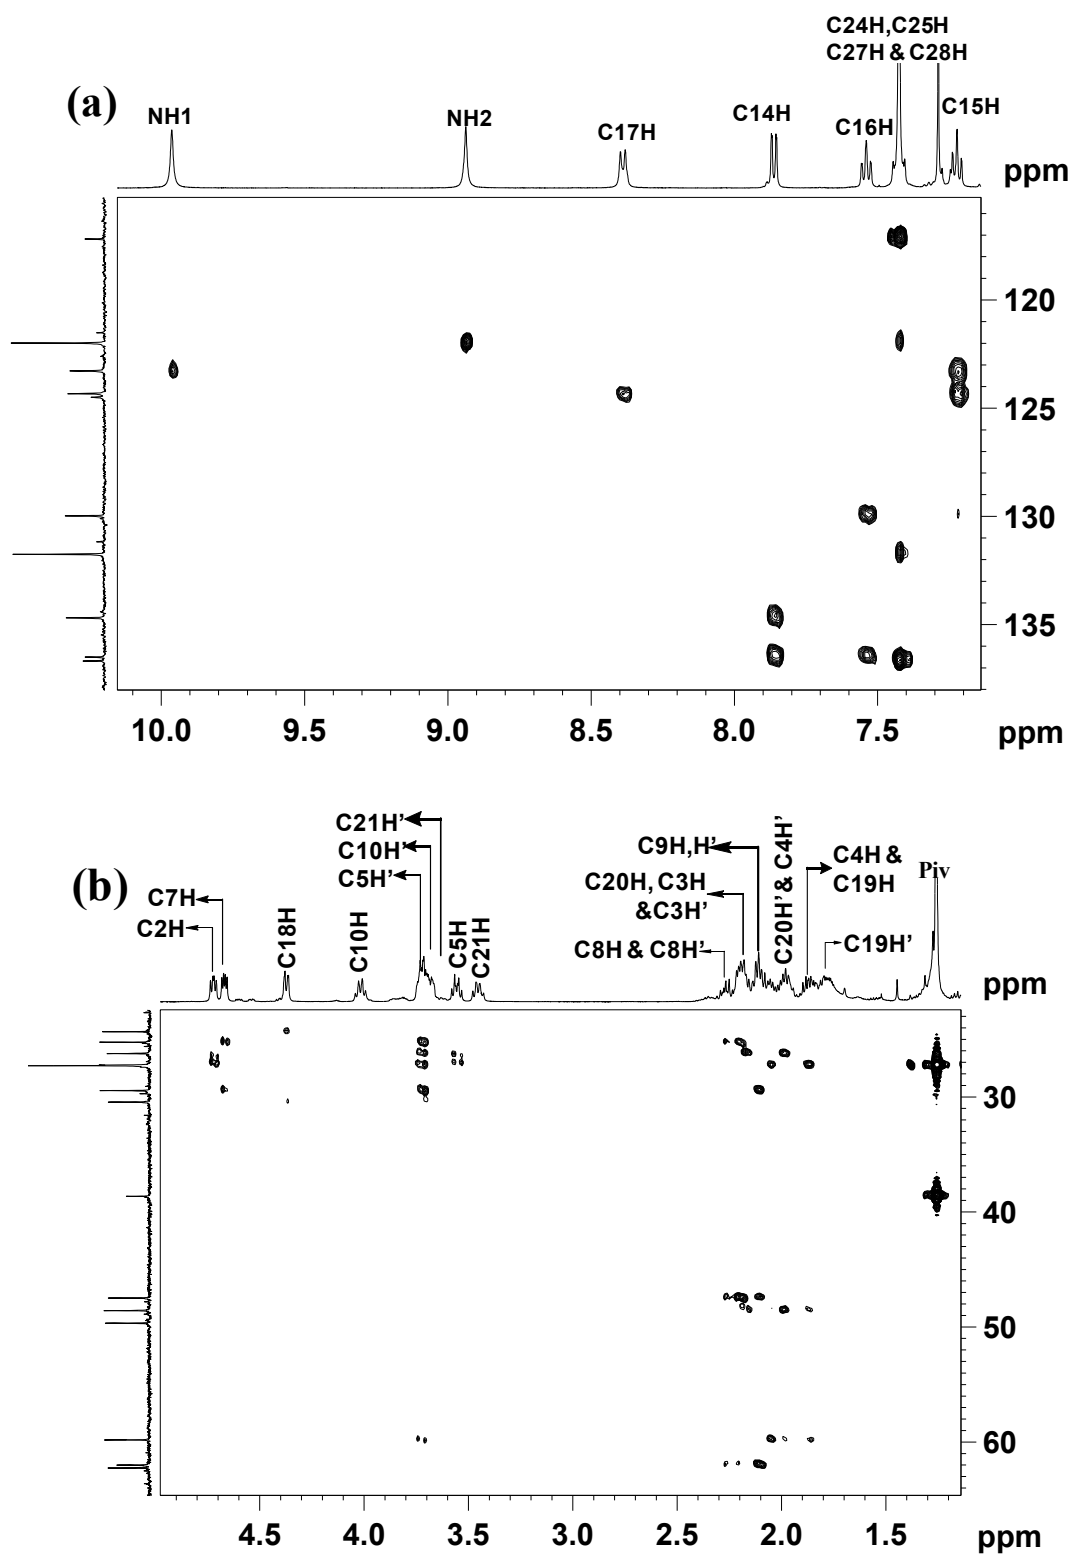 (a)
C24H,C25H
C27H & C28H
NH1
NH2
C17H
C14H
C16H
C15H
ppm
120
125
130
135
10.0 9.5 9.0 8.5 8.0 7.5 ppm
(b)
C21H'
C10H'
C5H'
C7H
C2H
C18H
C10H
C5H
C21H
C9H,H'
C20H, C3H
&C3H'
C8H & C8H'
C20H' & C4H'
C4H &
C19H
C19H'
Piv
ppm
30
40
50
60
4.5 4.0 3.5 3.0 2.5 2.0 1.5 ppm